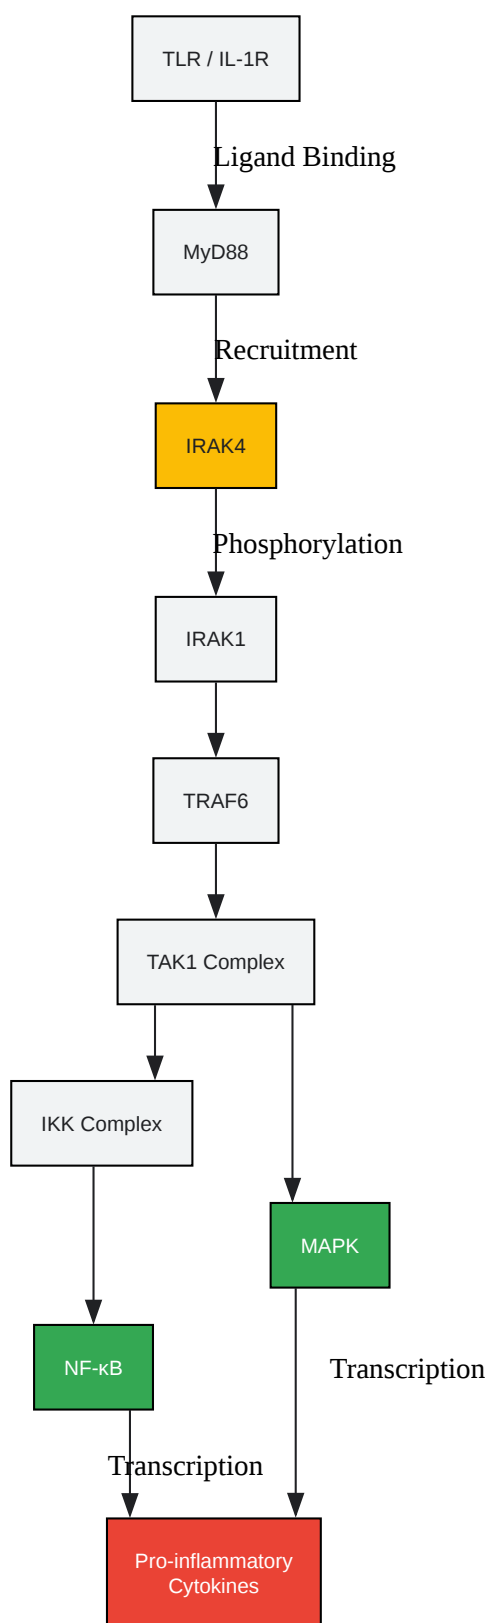 TLR / IL-1R
Ligand Binding
MyD88
Recruitment
IRAK4
Phosphorylation
IRAK1
TRAF6
TAK1 Complex
IKK Complex
MAPK
NF-κB
Transcription
Transcription
Pro-inflammatory
Cytokines